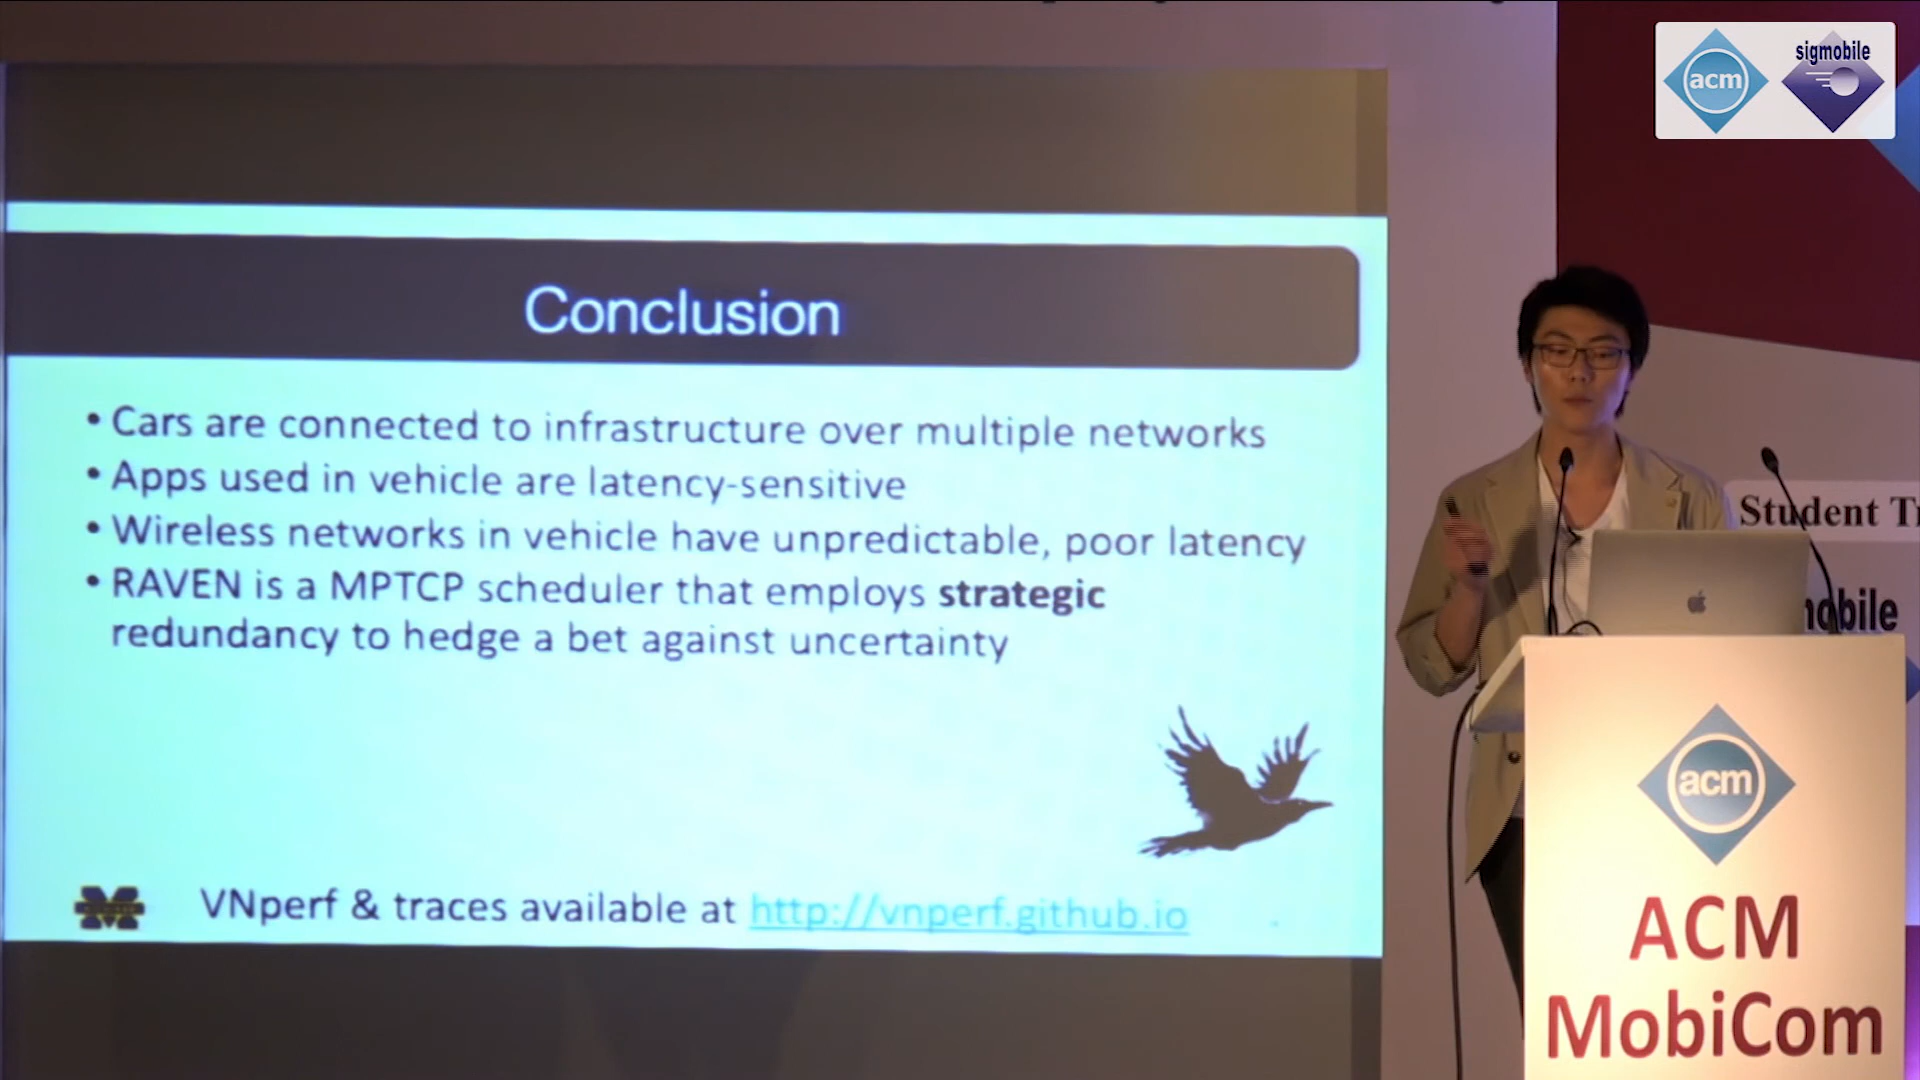 acm
sigmobile
Conclusion
• Cars are connected to infrastructure over multiple networks
• Apps used in vehicle are latency-sensitive
• Wireless networks in vehicle have unpredictable, poor latency
• RAVEN is a MPTCP scheduler that employs strategic
redundancy to hedge a bet against uncertainty
VNperf & traces available at http://vnperf.github.io
Student Tr
mobile
acm
ACM
MobiCom